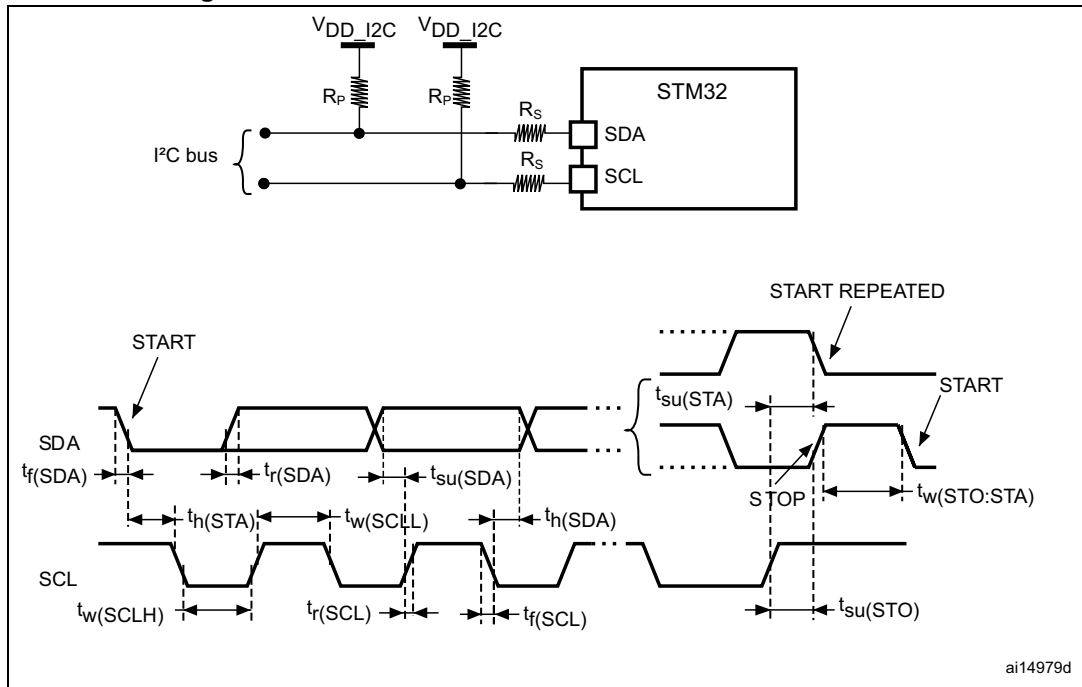 VDD_I2C VDD_I2C
RP RP
STM32
RS
SDA
I²C bus
RS
SCL
START REPEATED
START
tsu(STA)
START
SDA
tf(SDA)
tr(SDA)
tsu(SDA)
STOP
tw(STO:STA)
th(STA)
tw(SCLL)
th(SDA)
SCL
tw(SCLH)
tr(SCL)
tf(SCL)
tsu(STO)
ai14979d